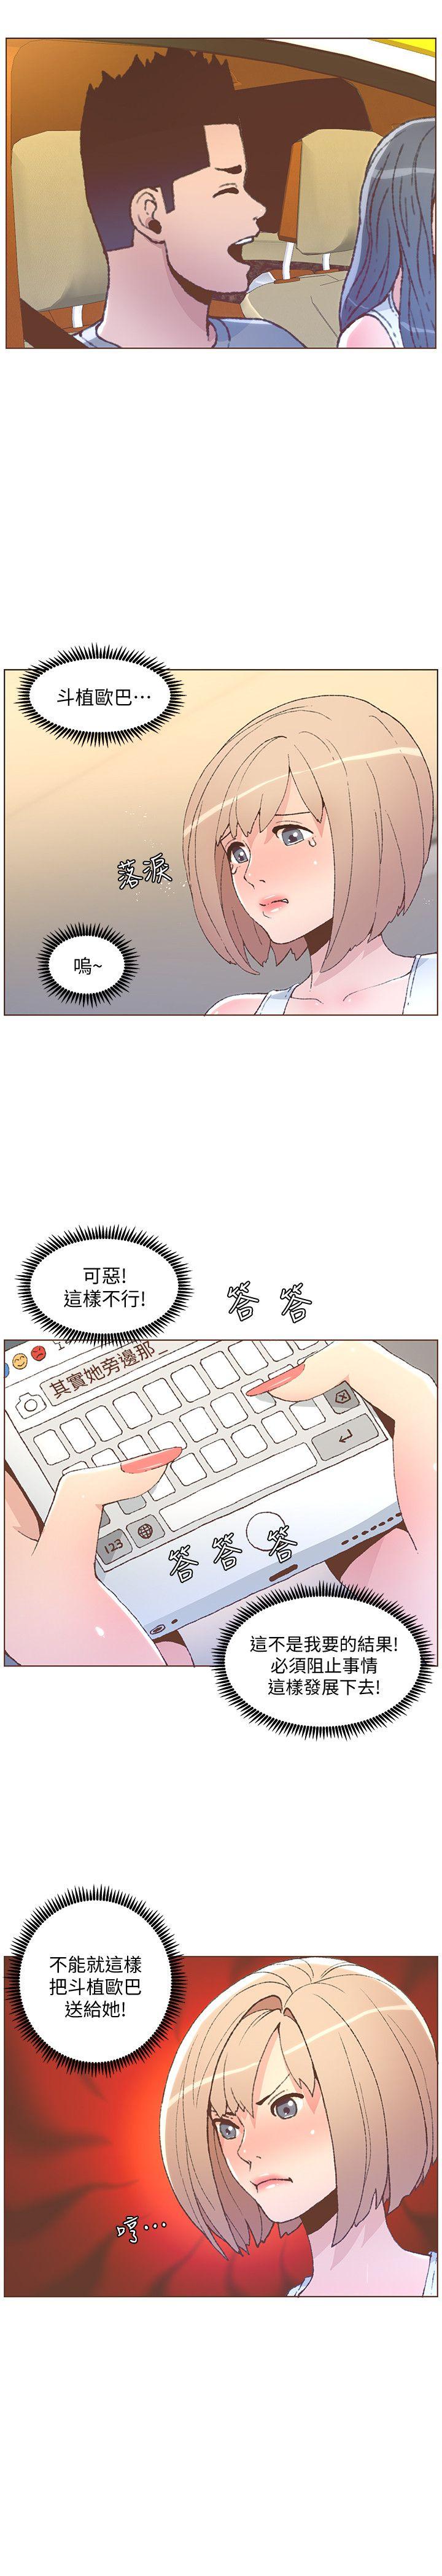 斗植歐巴…
落淚
嗚~
可惡!
這樣不行!
答 答
其實她旁邊那
123
答 答 答
這不是我要的結果!
必須阻止事情
這樣發展下去!
不能就這樣
把斗植歐巴
送給她!
哼…